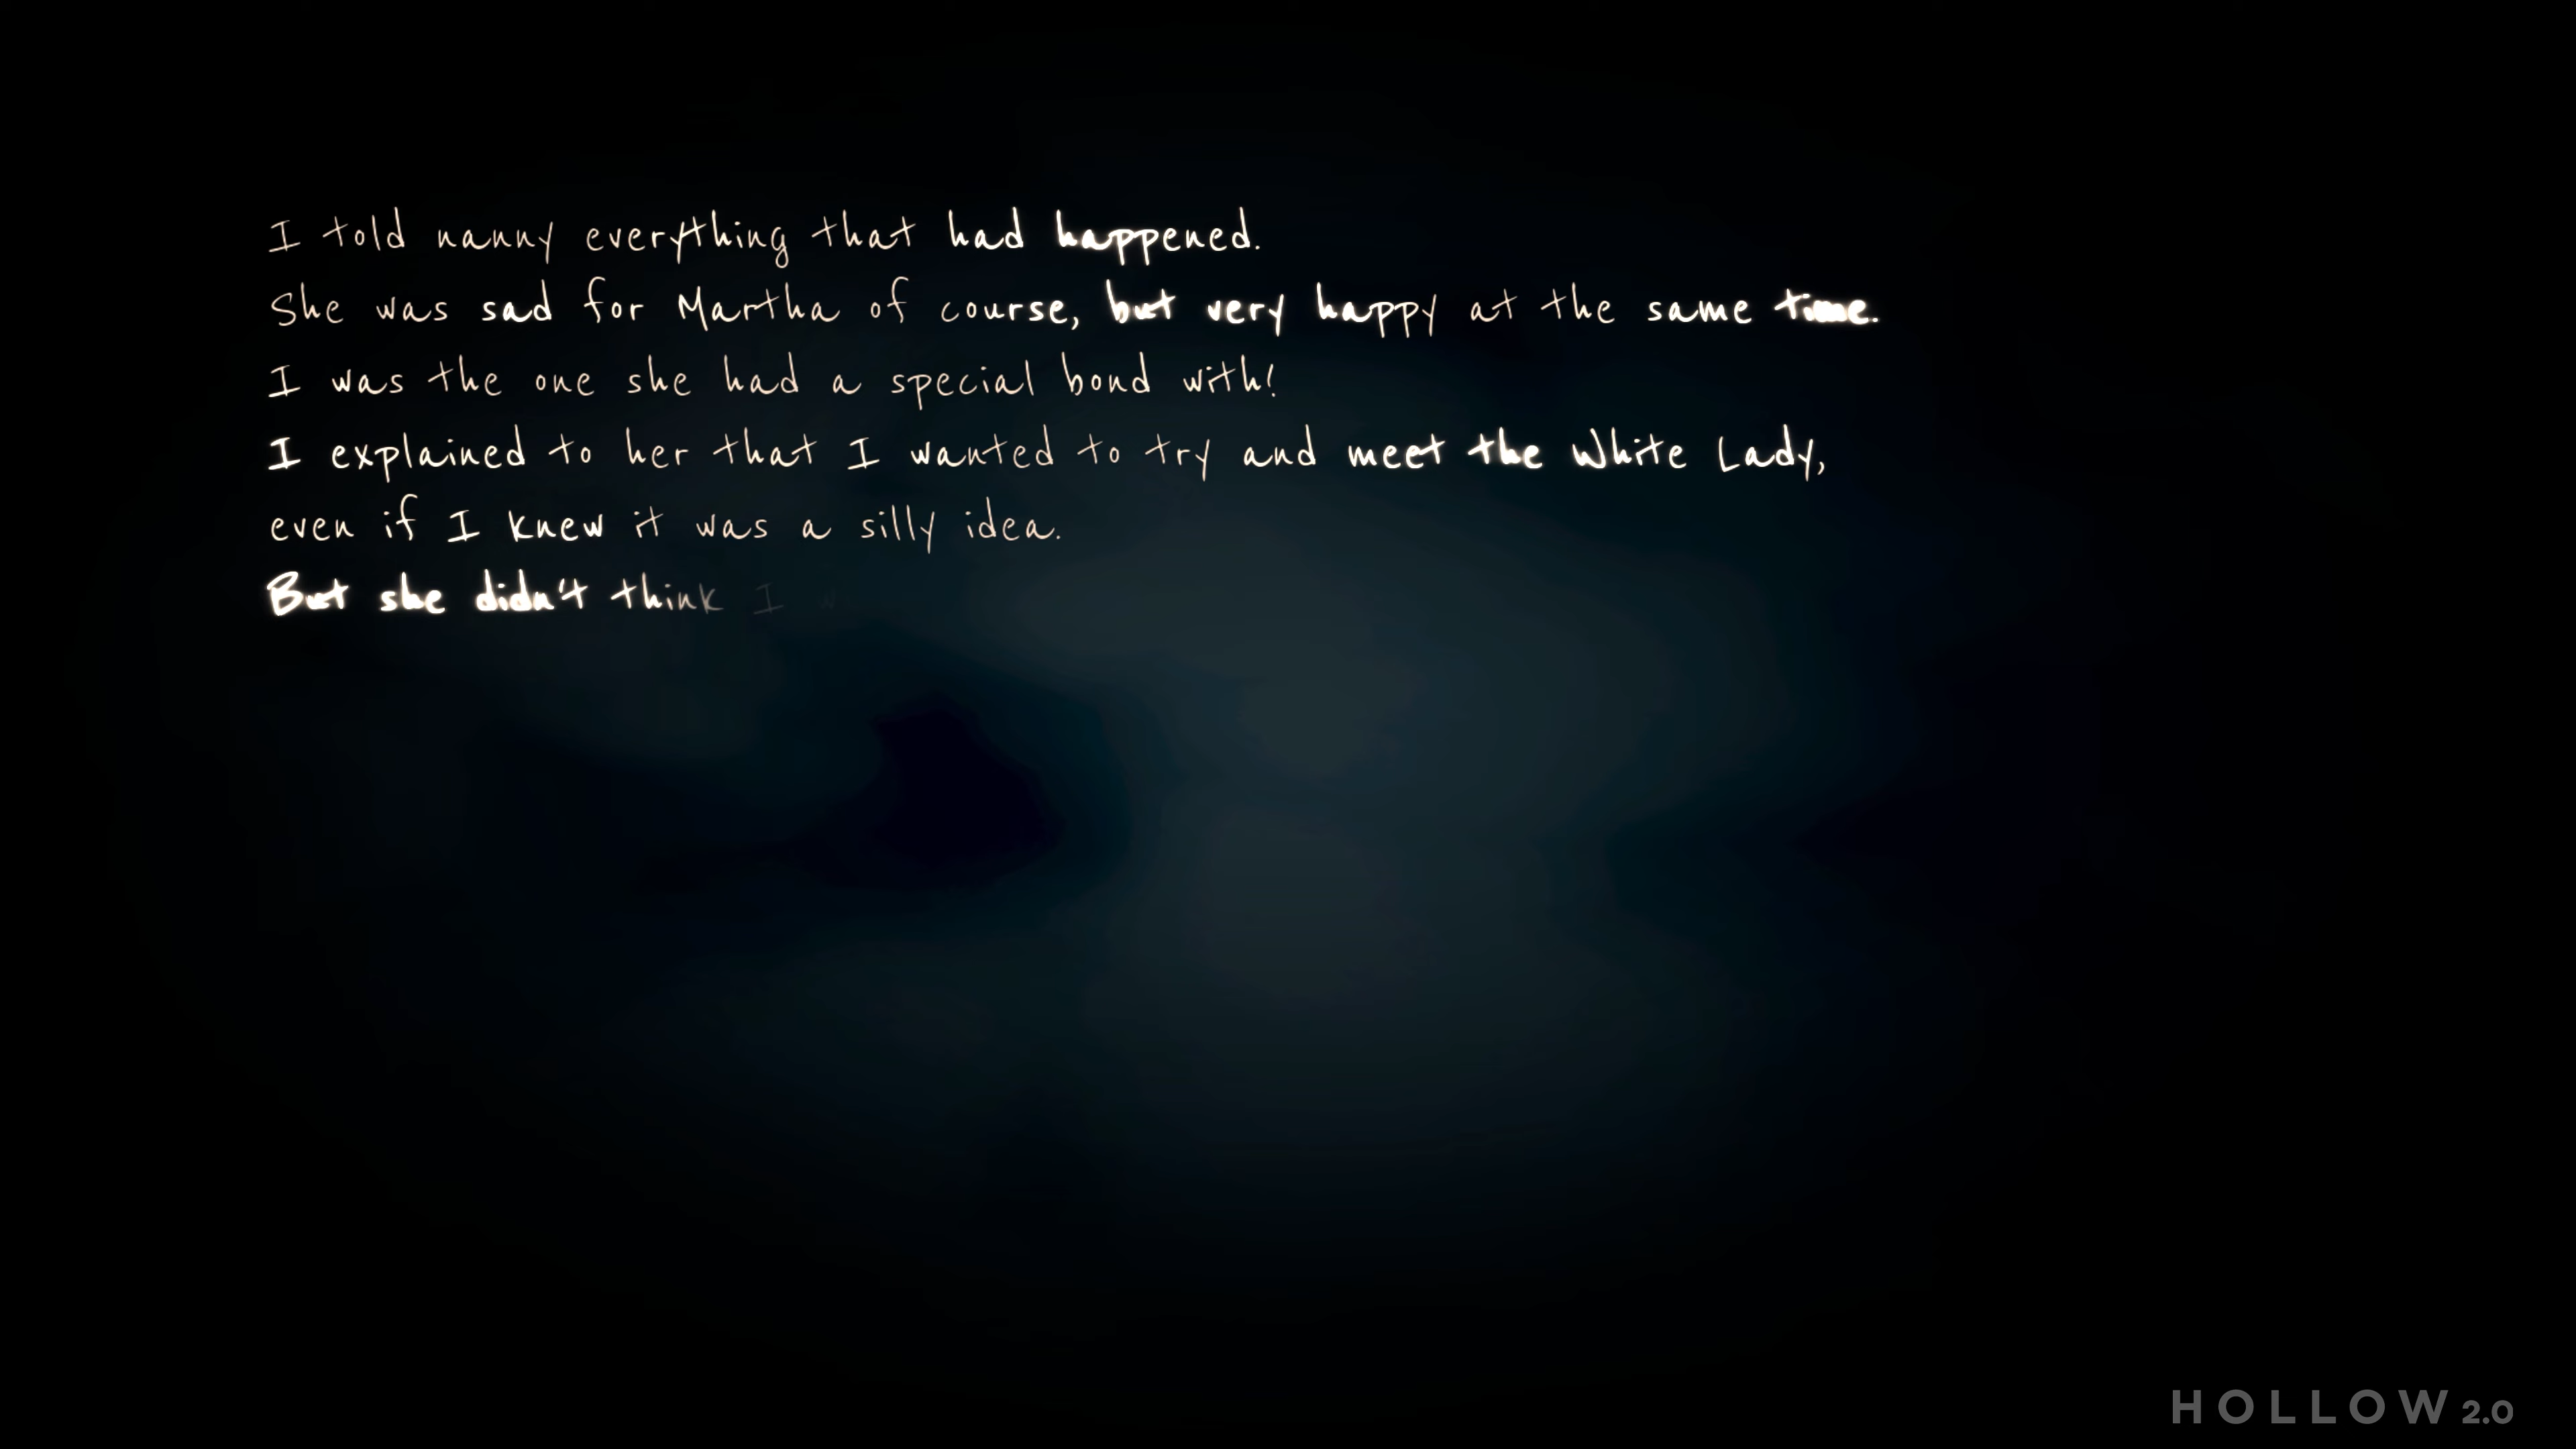 I told nanny everything that had happened.
She was sad for Martha of course, but very happy at the same time.
I was the one she had a special bond with!
I explained to her that I wanted to try and meet the White Lady,
even if I knew it was a silly idea.
But she didn't think I
HOLLOW 2.0